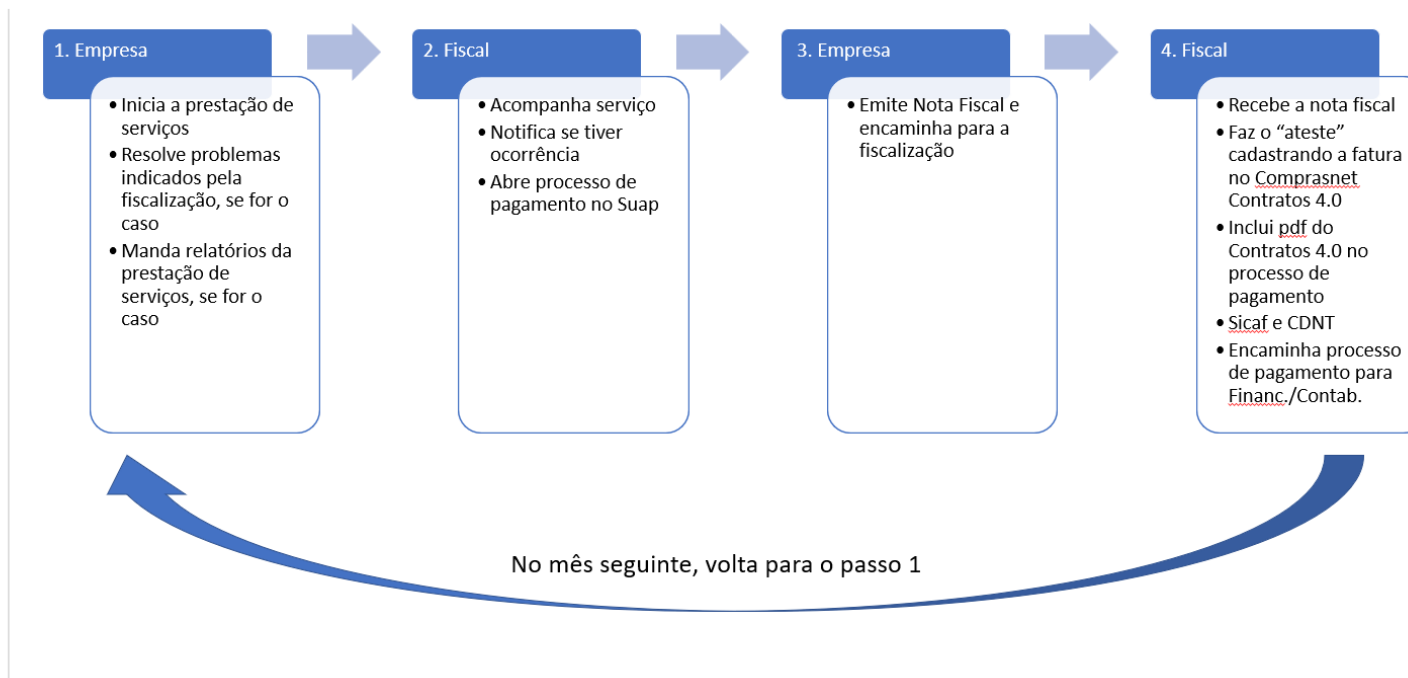 1. Empresa
• Inicia a prestação de
serviços
• Resolve problemas
indicados pela
fiscalização, se for o
caso
• Manda relatórios da
prestação de
serviços, se for o
caso
2. Fiscal
• Acompanha serviço
• Notifica se tiver
ocorrência
• Abre processo de
pagamento no Suap
3. Empresa
• Emite Nota Fiscal e
encaminha para a
fiscalização
4. Fiscal
• Recebe a nota fiscal
• Faz o “ateste”
cadastrando a fatura
no Comprasnet
Contratos 4.0
• Inclui pdf do
Contratos 4.0 no
processo de
pagamento
• Sicaf e CDNT
• Encaminha processo
de pagamento para
Financ./Contab.
No mês seguinte, volta para o passo 1